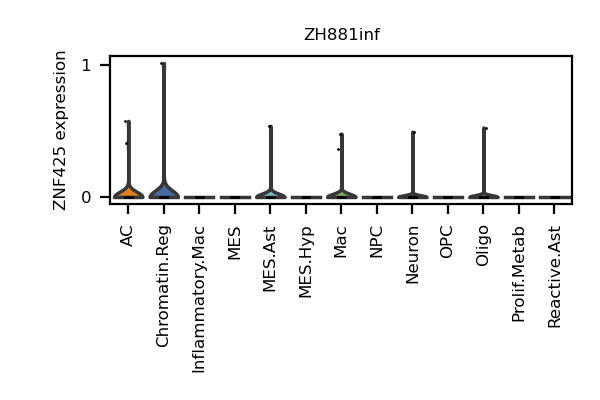 ZH881inf
ZNF425 expression
1
0
AC
Chromatin.Reg
Inflammatory.Mac
MES
MES.Ast
MES.Hyp
Mac
NPC
Neuron
OPC
Oligo
Prolif.Metab
Reactive.Ast